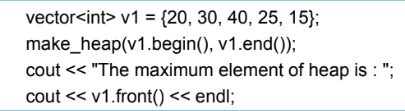 vector<int> v1 = {20, 30, 40, 25, 15};
make_heap(v1.begin(), v1.end());
cout << "The maximum element of heap is : ";
cout << v1.front() << endl;